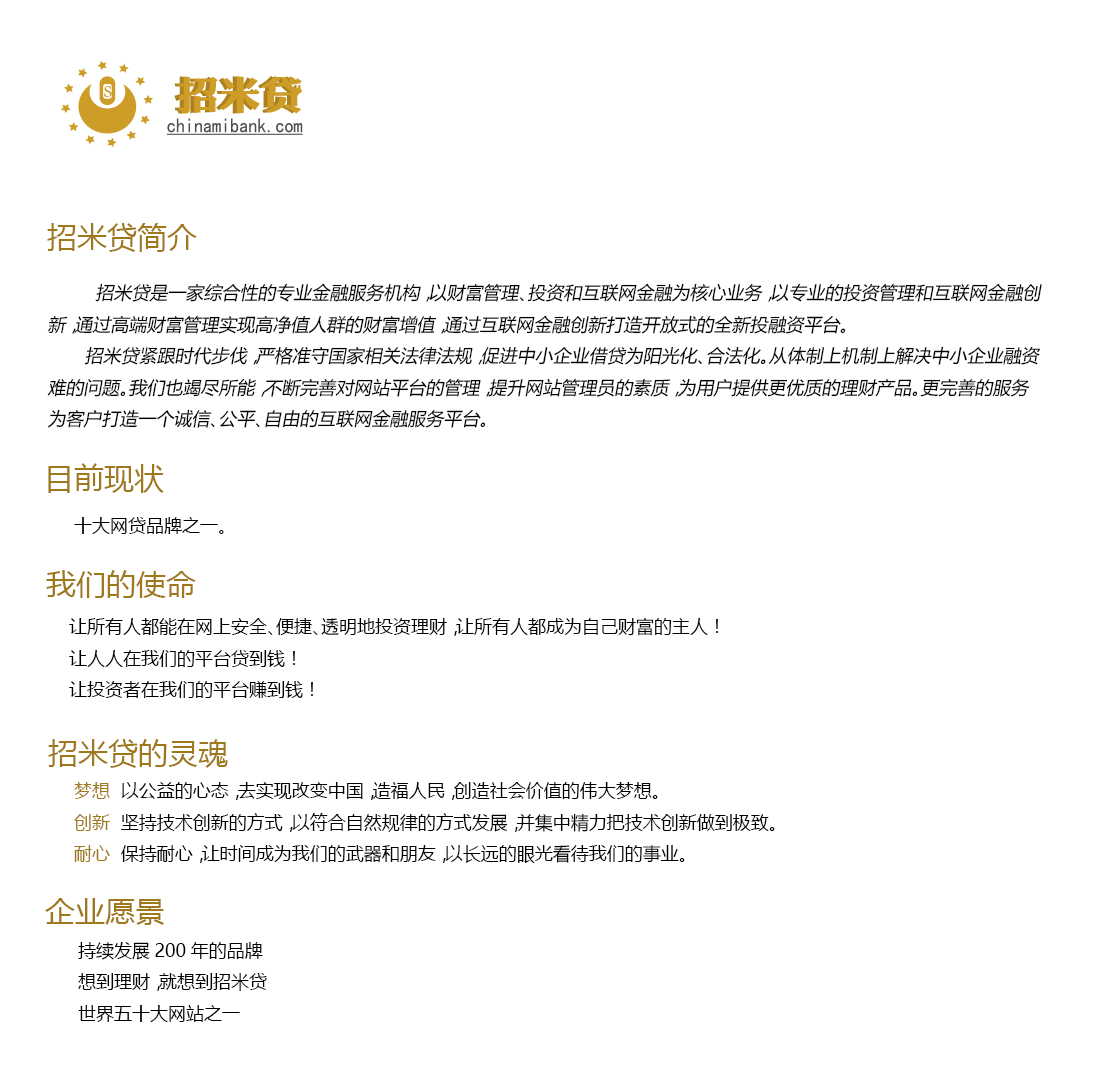 招米贷
chinamibank.com
招米贷简介
招米贷是一家综合性的专业金融服务机构,以财富管理、投资和互联网金融为核心业务,以专业的投资管理和互联网金融创
新,通过高端财富管理实现高净值人群的财富增值,通过互联网金融创新打造开放式的全新投融资平台。
招米贷紧跟时代步伐,严格准守国家相关法律法规,促进中小企业借贷为阳光化、合法化。从体制上机制上解决中小企业融资
难的问题。我们也竭尽所能,不断完善对网站平台的管理,提升网站管理员的素质,为用户提供更优质的理财产品。更完善的服务
为客户打造一个诚信、公平、自由的互联网金融服务平台。
目前现状
十大网贷品牌之一。
我们的使命
让所有人都能在网上安全、便捷、透明地投资理财,让所有人都成为自己财富的主人！
让人人在我们的平台贷到钱！
让投资者在我们的平台赚到钱！
招米贷的灵魂
梦想 以公益的心态,去实现改变中国,造福人民,创造社会价值的伟大梦想。
创新 坚持技术创新的方式,以符合自然规律的方式发展,并集中精力把技术创新做到极致。
耐心 保持耐心,让时间成为我们的武器和朋友,以长远的眼光看待我们的事业。
企业愿景
持续发展 200 年的品牌
想到理财,就想到招米贷
世界五十大网站之一